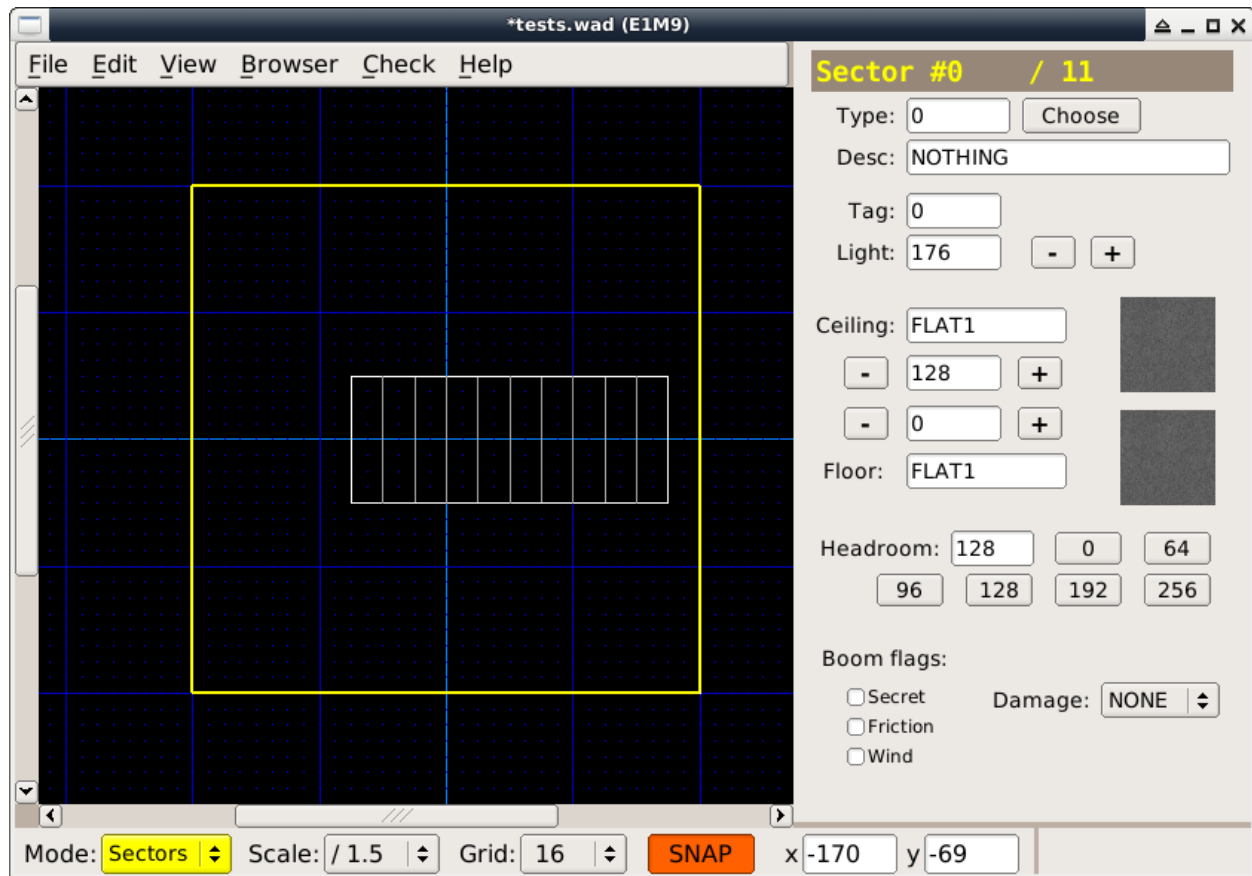 *tests.wad (E1M9)
File Edit View Browser Check Help
Sector #0 / 11
Type: 0 Choose
Desc: NOTHING
Tag: 0
Light: 176 - +
Ceiling: FLAT1
- 128 +
- 0 +
Floor: FLAT1
Headroom: 128 0 64
96 128 192 256
Boom flags:
Secret Damage: NONE
Friction
Wind
Mode: Sectors Scale: / 1.5 Grid: 16 SNAP x -170 y -69